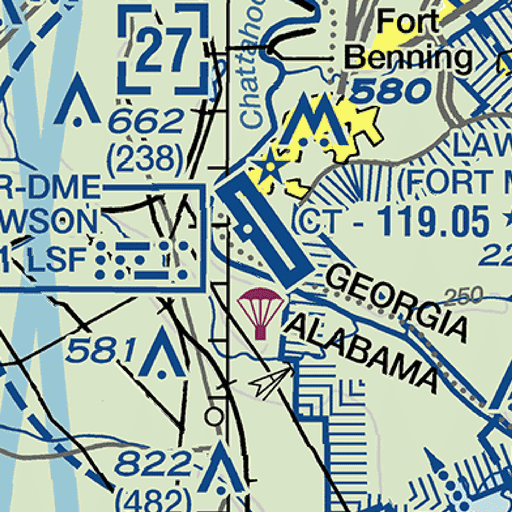 Fort
Benning
27
Chattahoo
580
662
(238)
LAW
(FORT M
R-DME
WSON
LSF
CT - 119.05
22
GEORGIA
250
ALABAMA
581
822
(482)